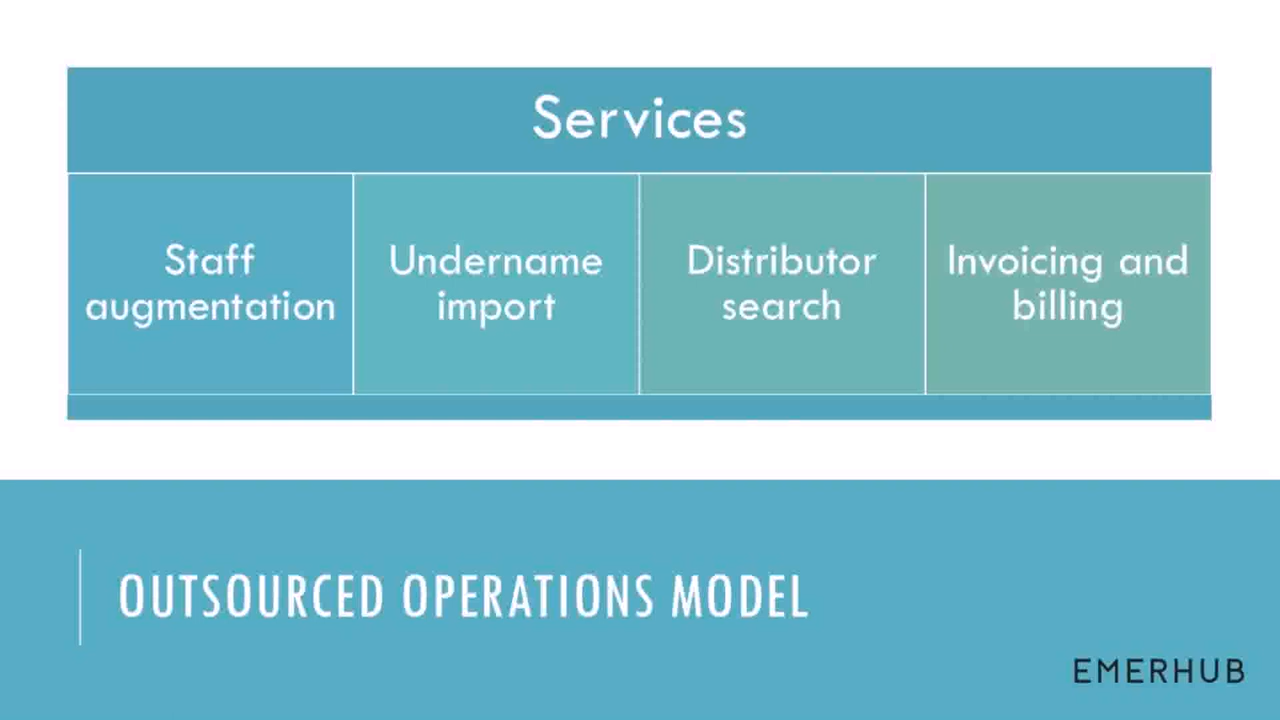 Services
Staff
augmentation
Undername
import
Distributor
search
Invoicing and
billing
OUTSOURCED OPERATIONS MODEL
EMERHUB